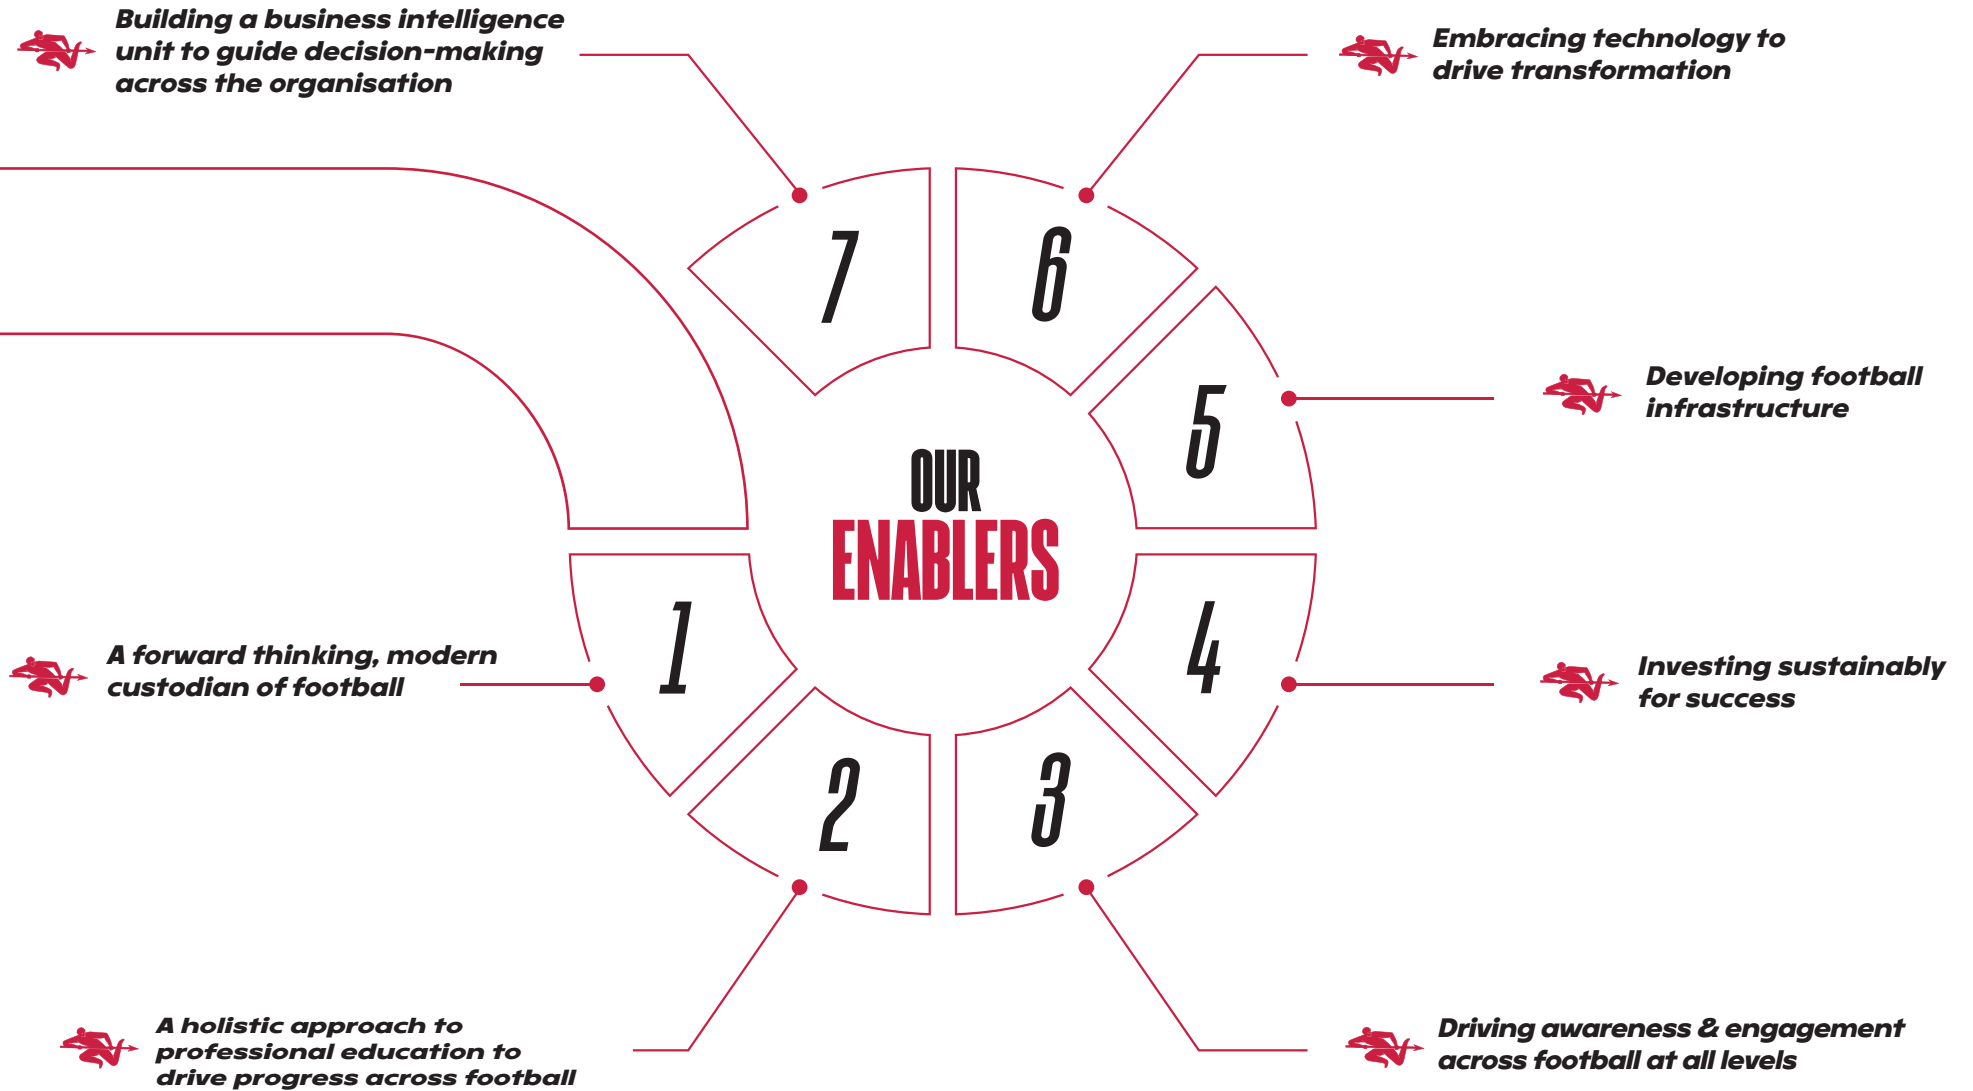 Building a business intelligence
unit to guide decision-making
across the organisation
Embracing technology to
drive transformation
7
6
5
Developing football
infrastructure
OUR
ENABLERS
A forward thinking, modern
custodian of football
1
4
Investing sustainably
for success
2
3
A holistic approach to
professional education to
drive progress across football
Driving awareness & engagement
across football at all levels